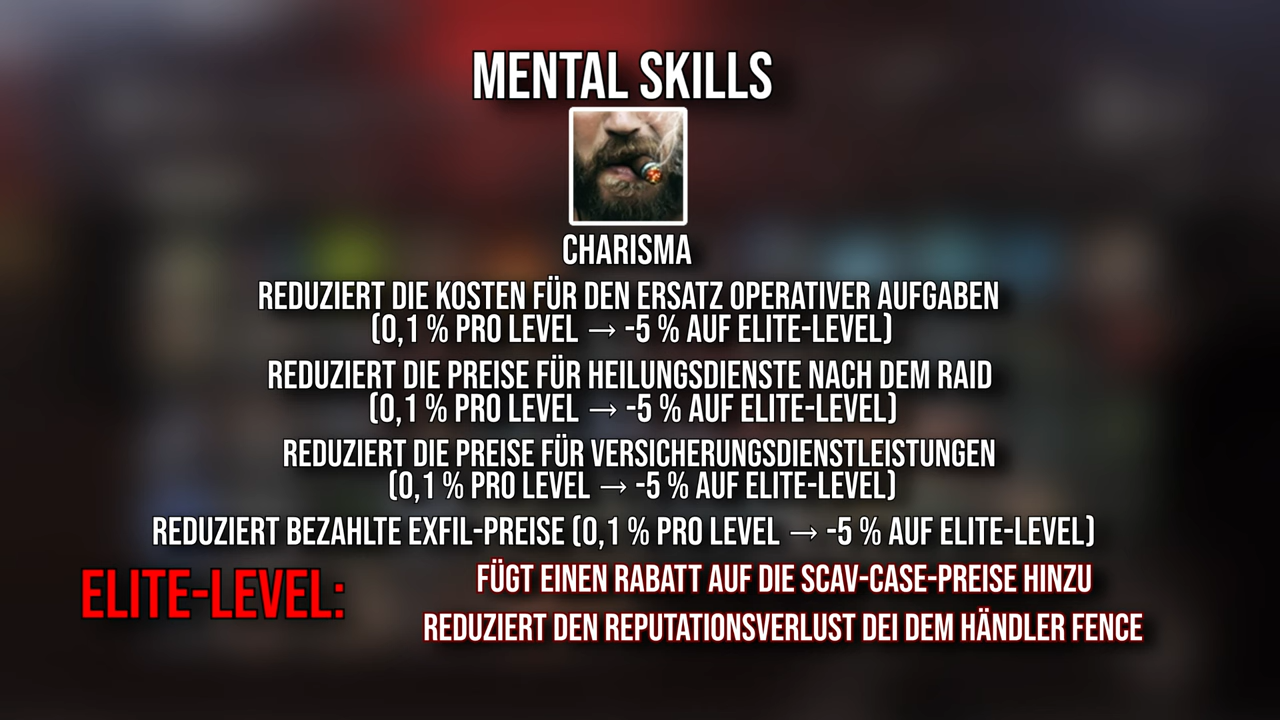 MENTAL SKILLS
CHARISMA
REDUZIERT DIE KOSTEN FÜR DEN ERSATZ OPERATIVER AUFGABEN
(0,1 % PRO LEVEL → -5 % AUF ELITE-LEVEL)
REDUZIERT DIE PREISE FÜR HEILUNGSDIENSTE NACH DEM RAID
(0,1 % PRO LEVEL → -5 % AUF ELITE-LEVEL)
REDUZIERT DIE PREISE FÜR VERSICHERUNGSDIENSTLEISTUNGEN
(0,1 % PRO LEVEL → -5 % AUF ELITE-LEVEL)
REDUZIERT BEZAHLTE EXFIL-PREISE (0,1 % PRO LEVEL → -5 % AUF ELITE-LEVEL)
ELITE-LEVEL:
FÜGT EINEN RABATT AUF DIE SCAV-CASE-PREISE HINZU
REDUZIERT DEN REPUTATIONSVERLUST DEI DEM HÄNDLER FENCE